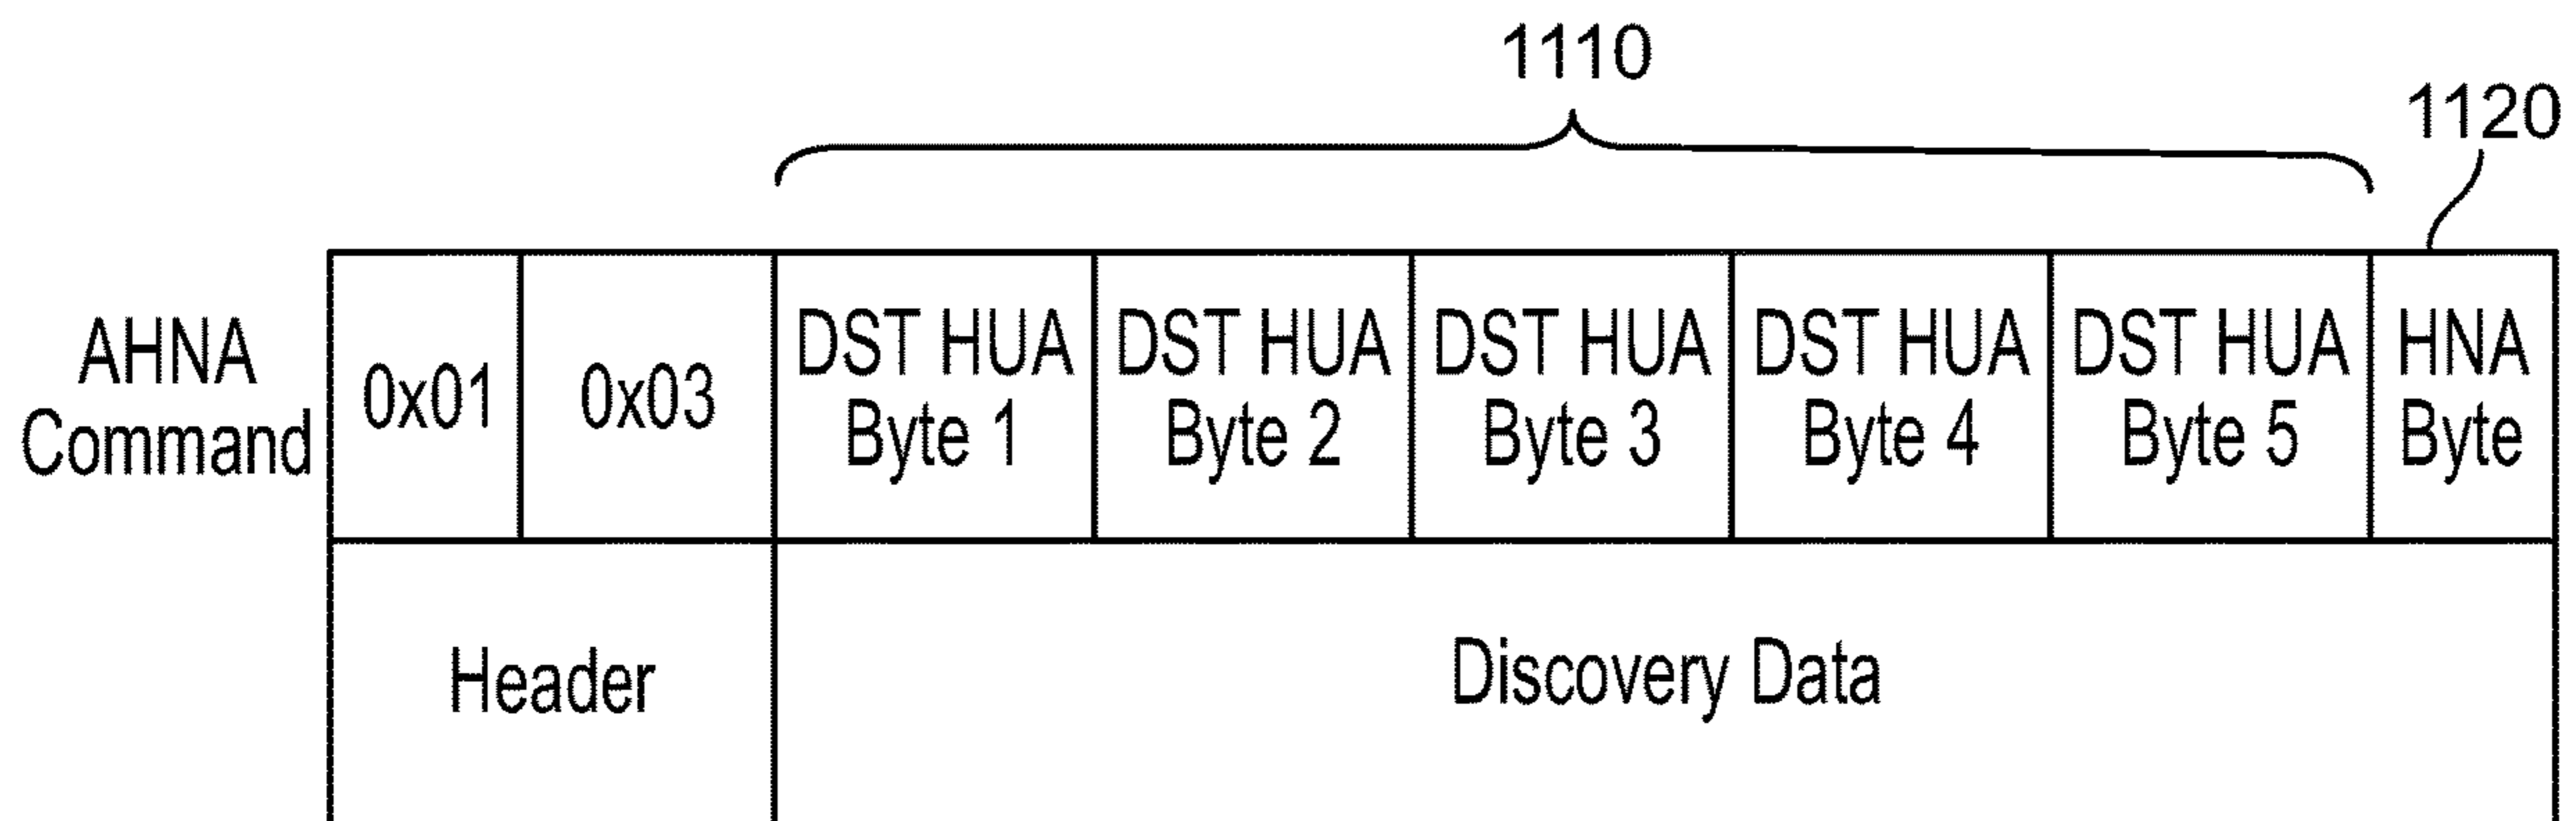 1110
1120
AHNA
Command
0x01
0x03
DST HUA
Byte 1
DST HUA
Byte 2
DST HUA
Byte 3
DST HUA
Byte 4
DST HUA
Byte 5
HNA
Byte
Header
Discovery Data